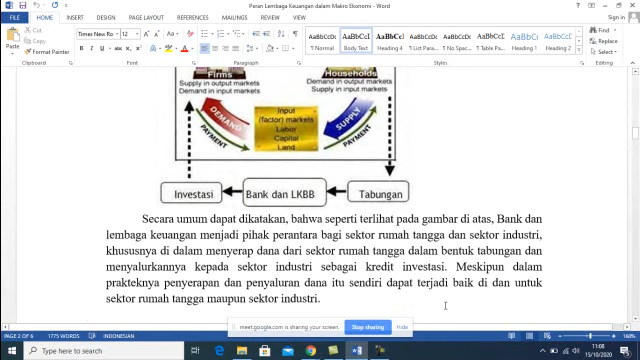 Peran Lembaga Keuangan dalam Makro Ekonomi - Word
Sign in
FILE HOME INSERT DESIGN PAGE LAYOUT REFERENCES MAILINGS REVIEW VIEW
Cut
Copy
Format Painter
Paste
Clipboard
Times New Ro 12
Font
Paragraph
AaBbCcDc AaBbCcI AaBbCcI AaBbCcDc AaBbCcDc AaBbCcDc AaBbCc AaBbCcC
¶ Normal Body Text Heading 4 ¶ List Para... ¶ No Spac... ¶ Table Pa... Heading 1 Heading 2
Styles
Find
Replace
Select
Editing
Firms
Supply in output markets
Demand in input markets
Households
Demand in output markets
Supply in input markets
DEMAND
PAYMENT
Input
(factor) markets
Labor
Capital
Land
SUPPLY
PAYMENT
Investasi
Bank dan LKBB
Tabungan
Secara umum dapat dikatakan, bahwa seperti terlihat pada gambar di atas, Bank dan
lembaga keuangan menjadi pihak perantara bagi sektor rumah tangga dan sektor industri,
khususnya di dalam menyerap dana dari sektor rumah tangga dalam bentuk tabungan dan
menyalurkannya kepada sektor industri sebagai kredit investasi. Meskipun dalam
prakteknya penyerapan dan penyaluran dana itu sendiri dapat terjadi baik di dan untuk
sektor rumah tangga maupun sektor industri.
meet.google.com is sharing your screen. Stop sharing Hide
PAGE 2 OF 6 1775 WORDS INDONESIAN
160%
Type here to search
11:08
15/10/2020